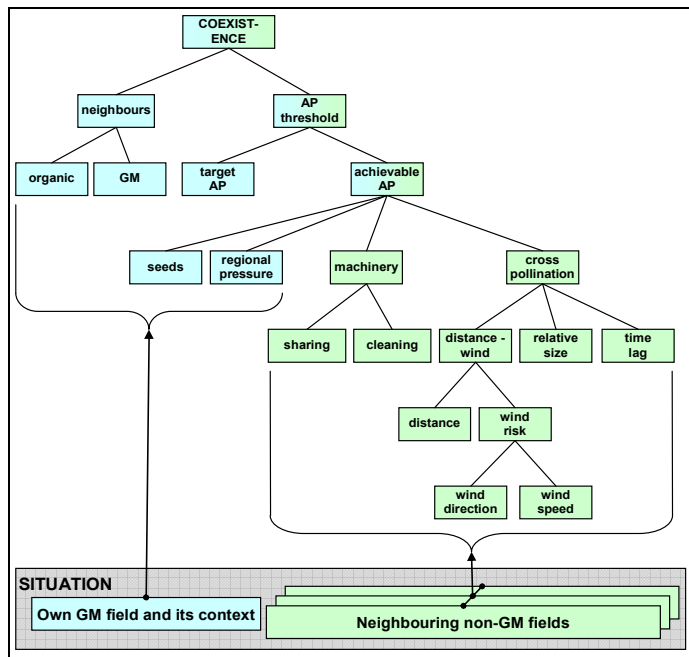 COEXIST-
ENCE
neighbours
AP
threshold
organic
GM
target
AP
achievable
AP
seeds
regional
pressure
machinery
cross
pollination
sharing
cleaning
distance -
wind
relative
size
time
lag
distance
wind
risk
wind
direction
wind
speed
SITUATION
Own GM field and its context
Neighbouring non-GM fields